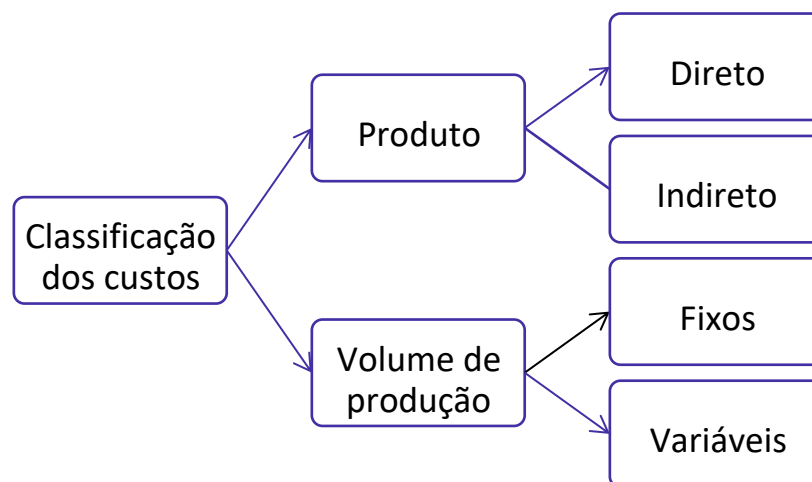 Classificação
dos custos
Produto
Direto
Indireto
Volume de
produção
Fixos
Variáveis